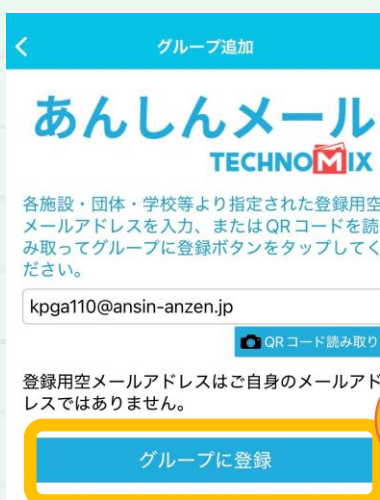 グループ追加
あんしんメール
TECHNOMIX
各施設・団体・学校等より指定された登録用空
メールアドレスを入力、またはQRコードを読
み取ってグループに登録ボタンをタップしてく
ださい。
kpga110@ansin-anzen.jp
QRコード読み取り
登録用空メールアドレスはご自身のメールアド
レスではありません。
グループに登録